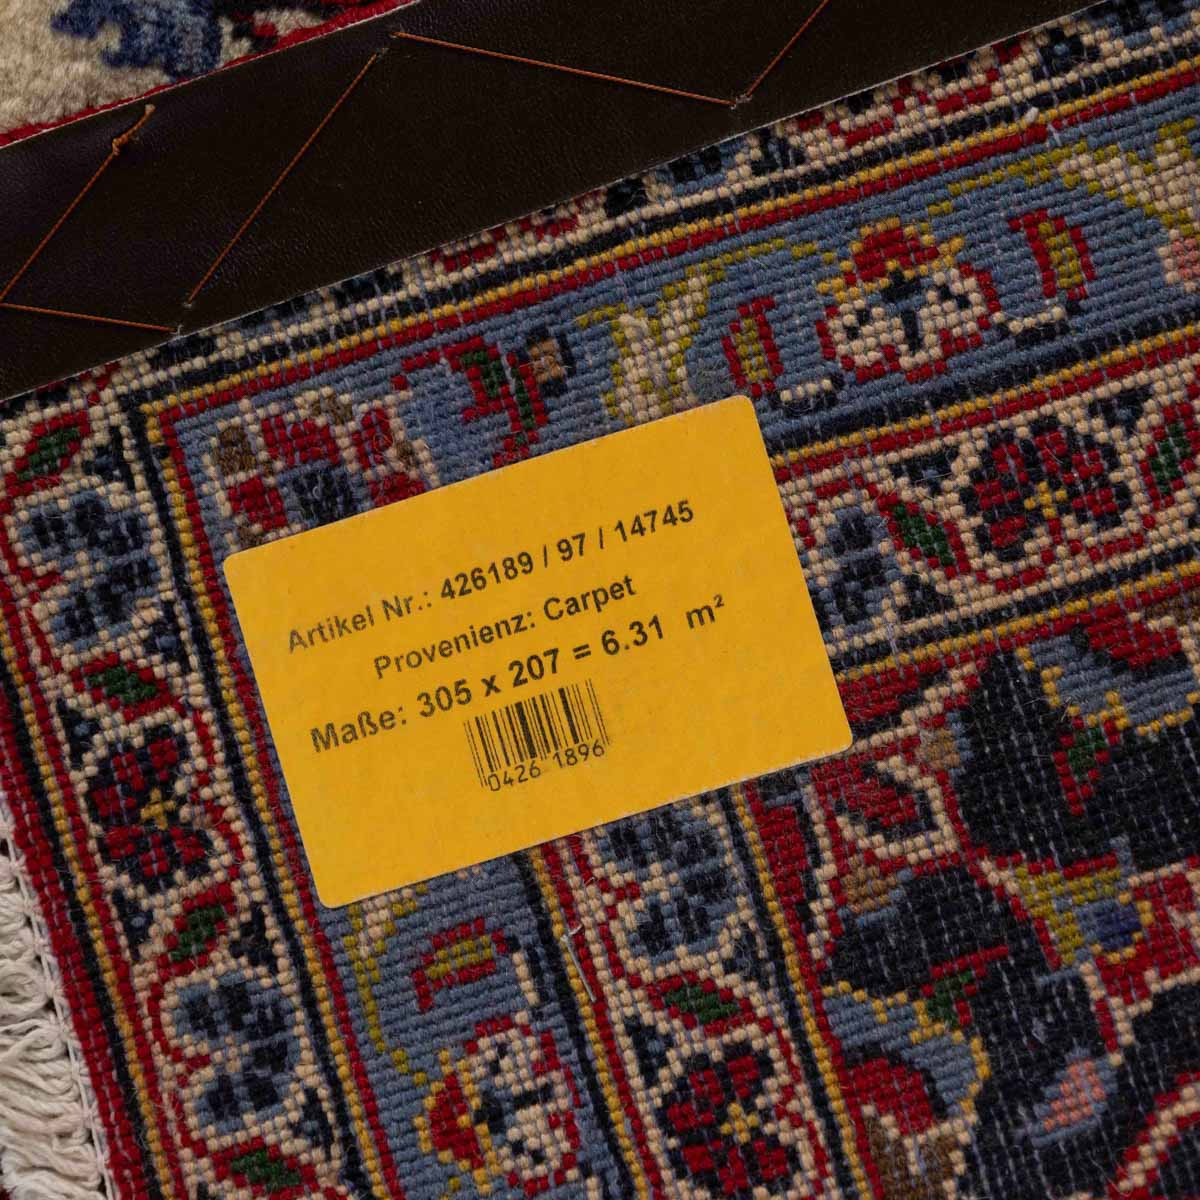 Artikel Nr.: 426189 / 97 / 14745
Provenienz: Carpet
Maße: 305 x 207 = 6.31 m²
0426 1896